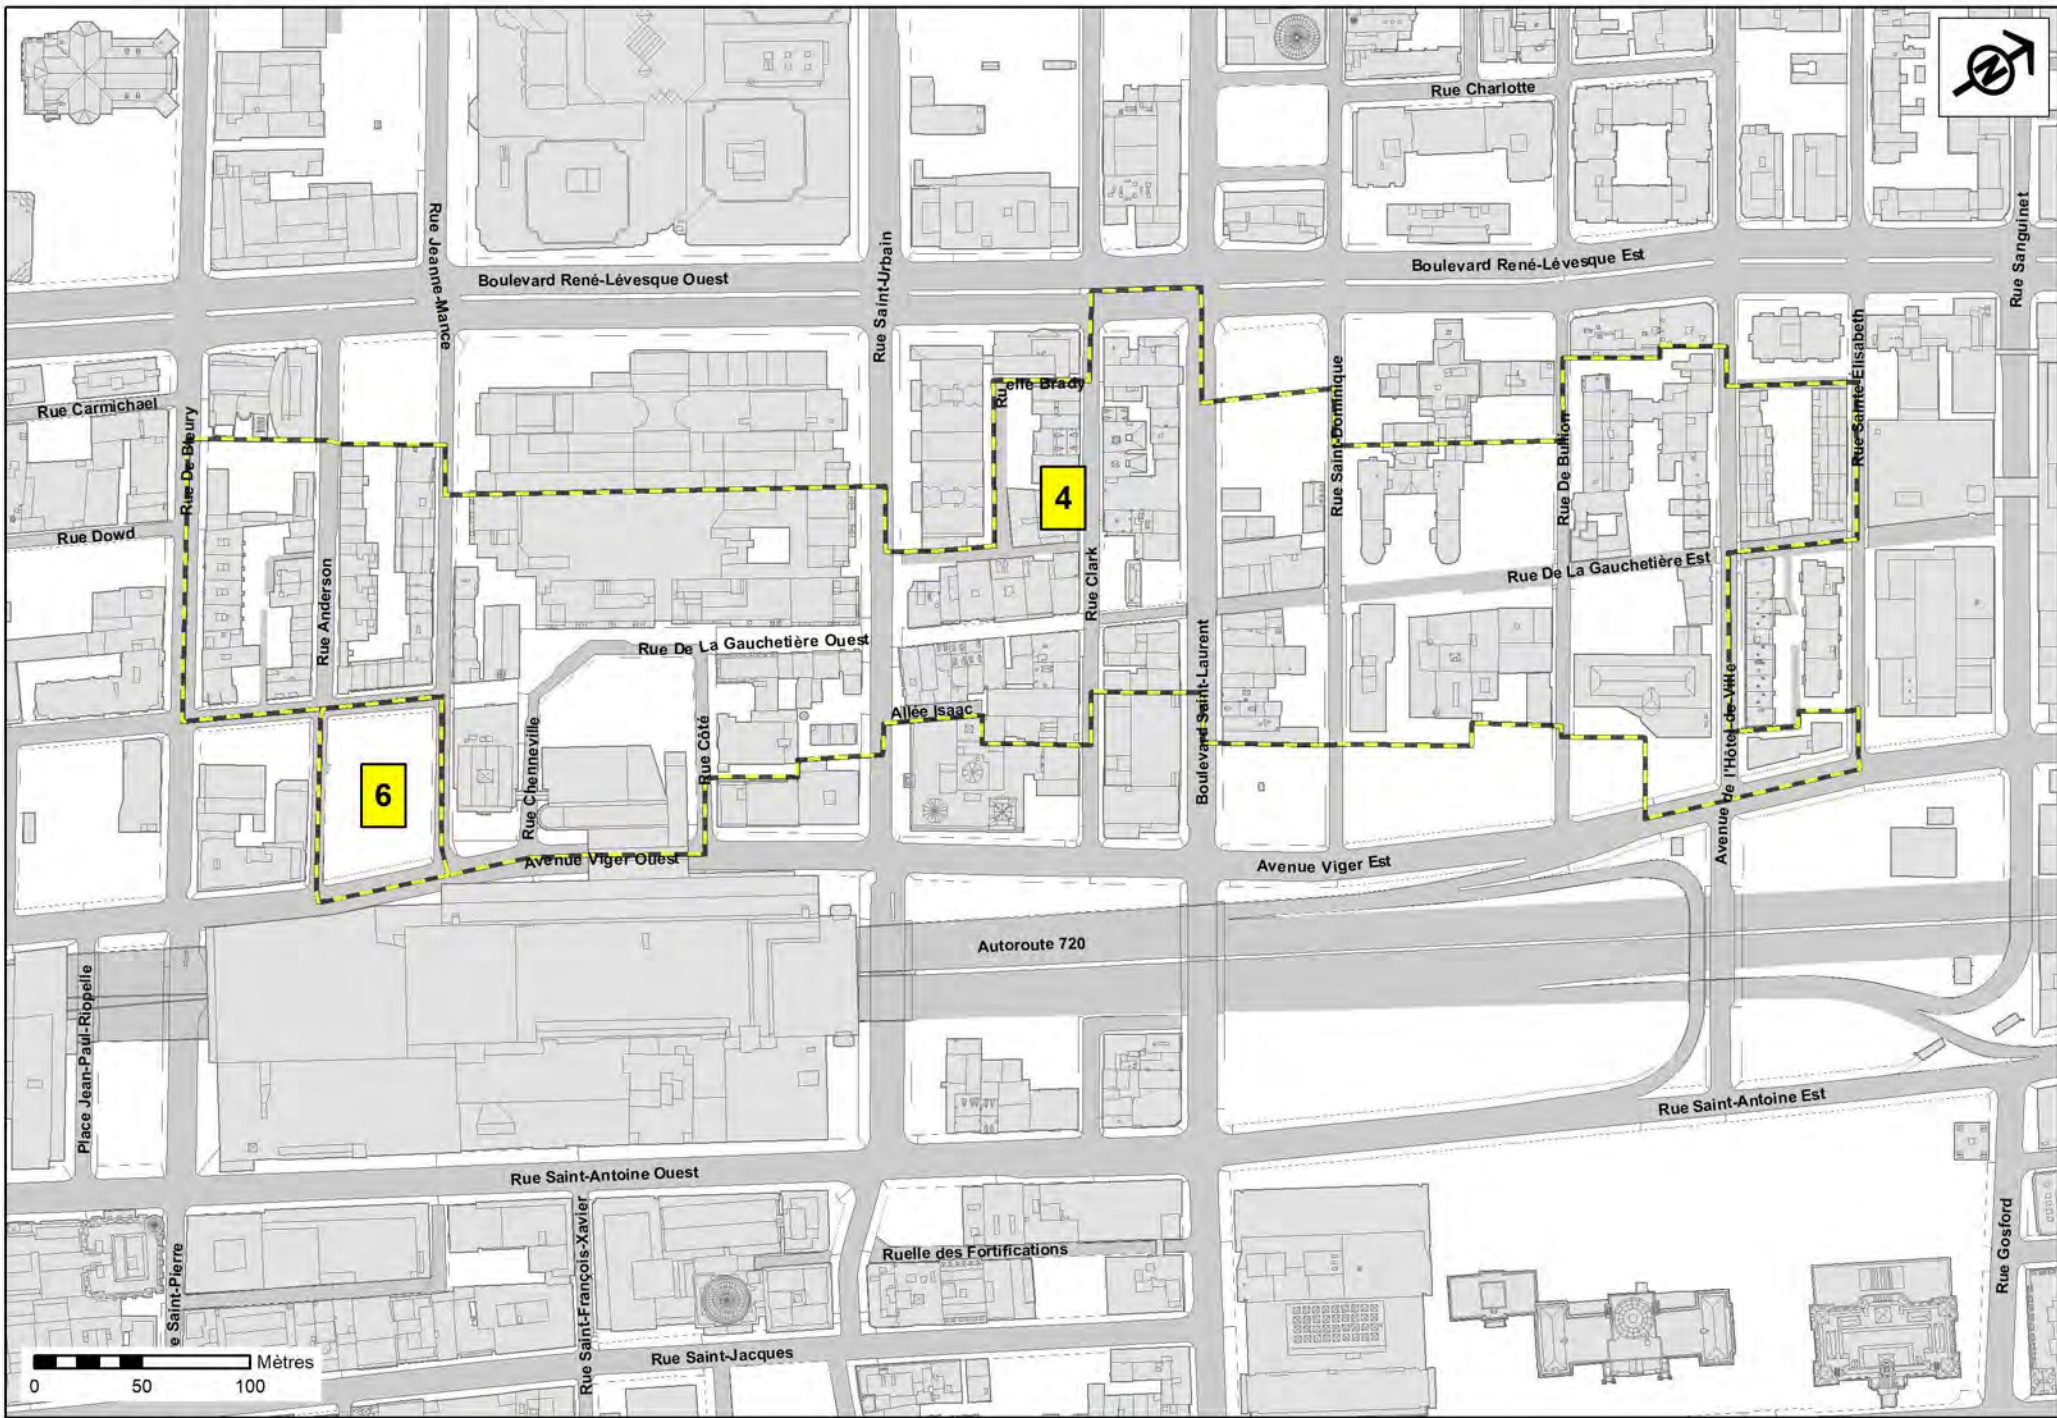 N
Rue Charlotte
Rue Jeanne-Mance
Rue Sanguinet
Rue Saint-Urbain
Boulevard René-Lévesque Ouest
Boulevard René-Lévesque Est
Rue Sainte-Élisabeth
Rue Saint-Dominique
Ruelle Brady
Rue Carmichael
Rue De Bleury
Rue De Bullion
4
Rue Dowd
Rue Anderson
Rue Clark
Rue De La Gauchetière Est
Rue De La Gauchetière Ouest
Boulevard Saint-Laurent
Avenue de l'Hôtel-de-Ville
Allée Isaac
Rue Côté
Rue Chenneville
6
Avenue Viger Ouest
Avenue Viger Est
Autoroute 720
Place Jean-Paul-Riopelle
Rue Saint-Antoine Est
Rue Saint-Antoine Ouest
Rue Saint-François-Xavier
Rue Gosford
e Saint-Pierre
Ruelle des Fortifications
Rue Saint-Jacques
Mètres
0 50 100